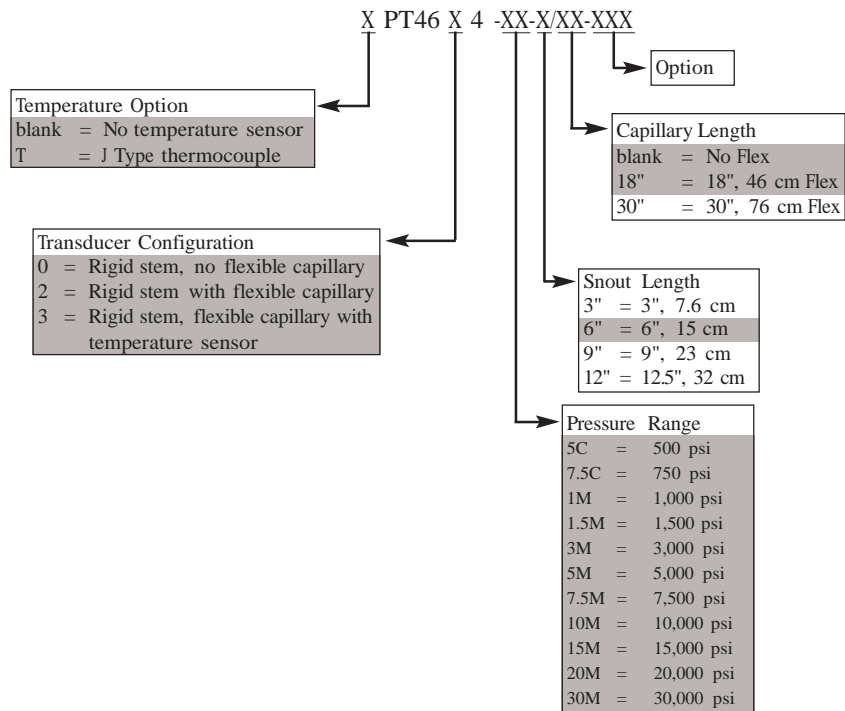 X PT46 X 4 -XX-X/XX-XXX
Option
Temperature Option
blank = No temperature sensor
T = J Type thermocouple
Capillary Length
blank = No Flex
18" = 18", 46 cm Flex
30" = 30", 76 cm Flex
Transducer Configuration
0 = Rigid stem, no flexible capillary
2 = Rigid stem with flexible capillary
3 = Rigid stem, flexible capillary with
temperature sensor
Snout Length
3" = 3", 7.6 cm
6" = 6", 15 cm
9" = 9", 23 cm
12" = 12.5", 32 cm
Pressure Range
5C = 500 psi
7.5C = 750 psi
1M = 1,000 psi
1.5M = 1,500 psi
3M = 3,000 psi
5M = 5,000 psi
7.5M = 7,500 psi
10M = 10,000 psi
15M = 15,000 psi
20M = 20,000 psi
30M = 30,000 psi